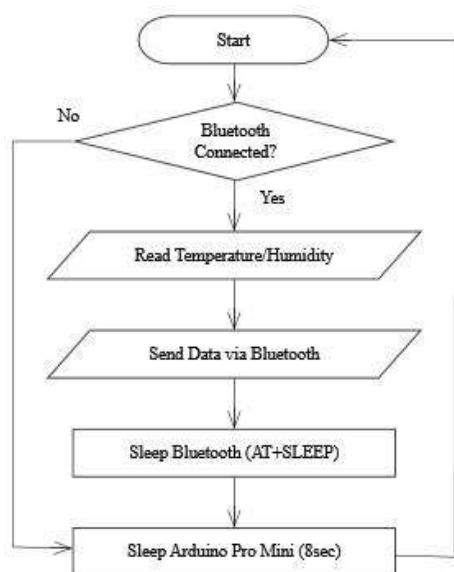 Start
No
Bluetooth
Connected?
Yes
Read Temperature/Humidity
Send Data via Bluetooth
Sleep Bluetooth (AT+SLEEP)
Sleep Arduino Pro Mini (8sec)